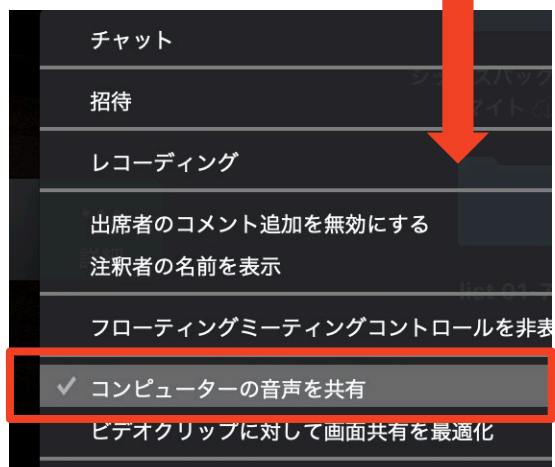 チャット
招待
レコーディング
出席者のコメント追加を無効にする
注釈者の名前を表示
フローティングミーティングコントロールを非表
コンピューターの音声を共有
ビデオクリップに対して画面共有を最適化